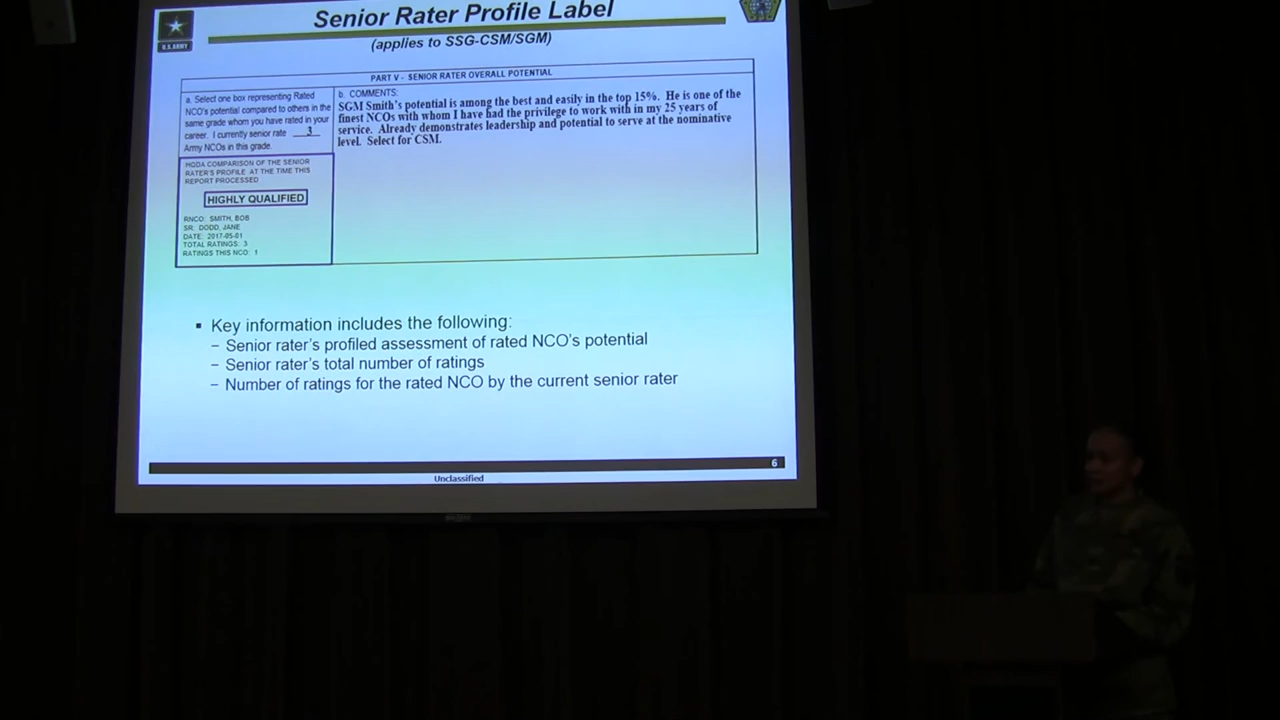 Senior Rater Profile Label
(applies to SSG-CSM/SGM)
U.S.ARMY
PART V - SENIOR RATER OVERALL POTENTIAL
a. Select one box representing Rated
NCO's potential compared to others in the
same grade whom you have rated in your
career. I currently senior rate 3
Army NCOs in this grade.
b. COMMENTS:
SGM Smith's potential is among the best and easily in the top 15%. He is one of the
finest NCOs with whom I have had the privilege to work with in my 25 years of
service. Already demonstrates leadership and potential to serve at the nominative
level. Select for CSM.
HQDA COMPARISON OF THE SENIOR
RATER'S PROFILE AT THE TIME THIS
REPORT PROCESSED
HIGHLY QUALIFIED
RNCO: SMITH, BOB
SR: DODD, JANE
DATE: 2017-05-01
TOTAL RATINGS: 3
RATINGS THIS NCO: 1
▪ Key information includes the following:
– Senior rater's profiled assessment of rated NCO's potential
– Senior rater's total number of ratings
– Number of ratings for the rated NCO by the current senior rater
6
Unclassified